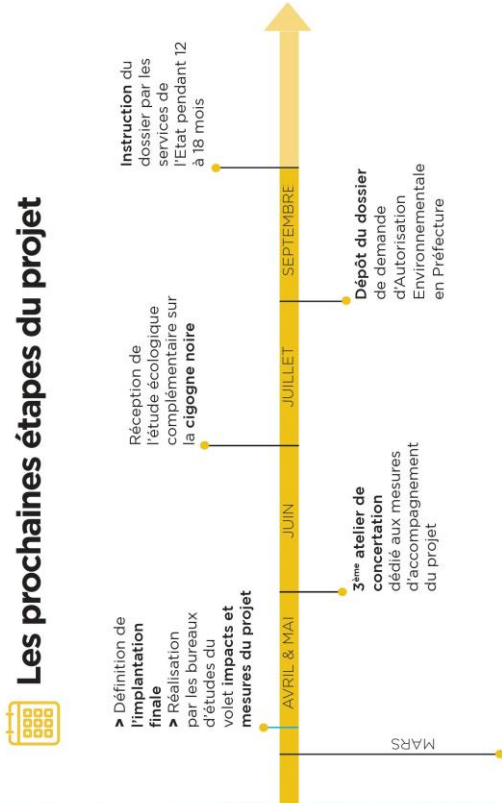 Les prochaines étapes du projet
> Définition de
l'implantation
finale
> Réalisation
par les bureaux
d'études du
volet impacts et
mesures du projet
Réception de
l'étude écologique
complémentaire sur
la cigogne noire
Instruction du
dossier par les
services de
l'Etat pendant 12
à 18 mois
MARS
AVRIL & MAI
JUIN
JUILLET
SEPTEMBRE
3ème atelier de
concertation
dédié aux mesures
d'accompagnement
du projet
Dépôt du dossier
de demande
d'Autorisation
Environnementale
en Préfecture